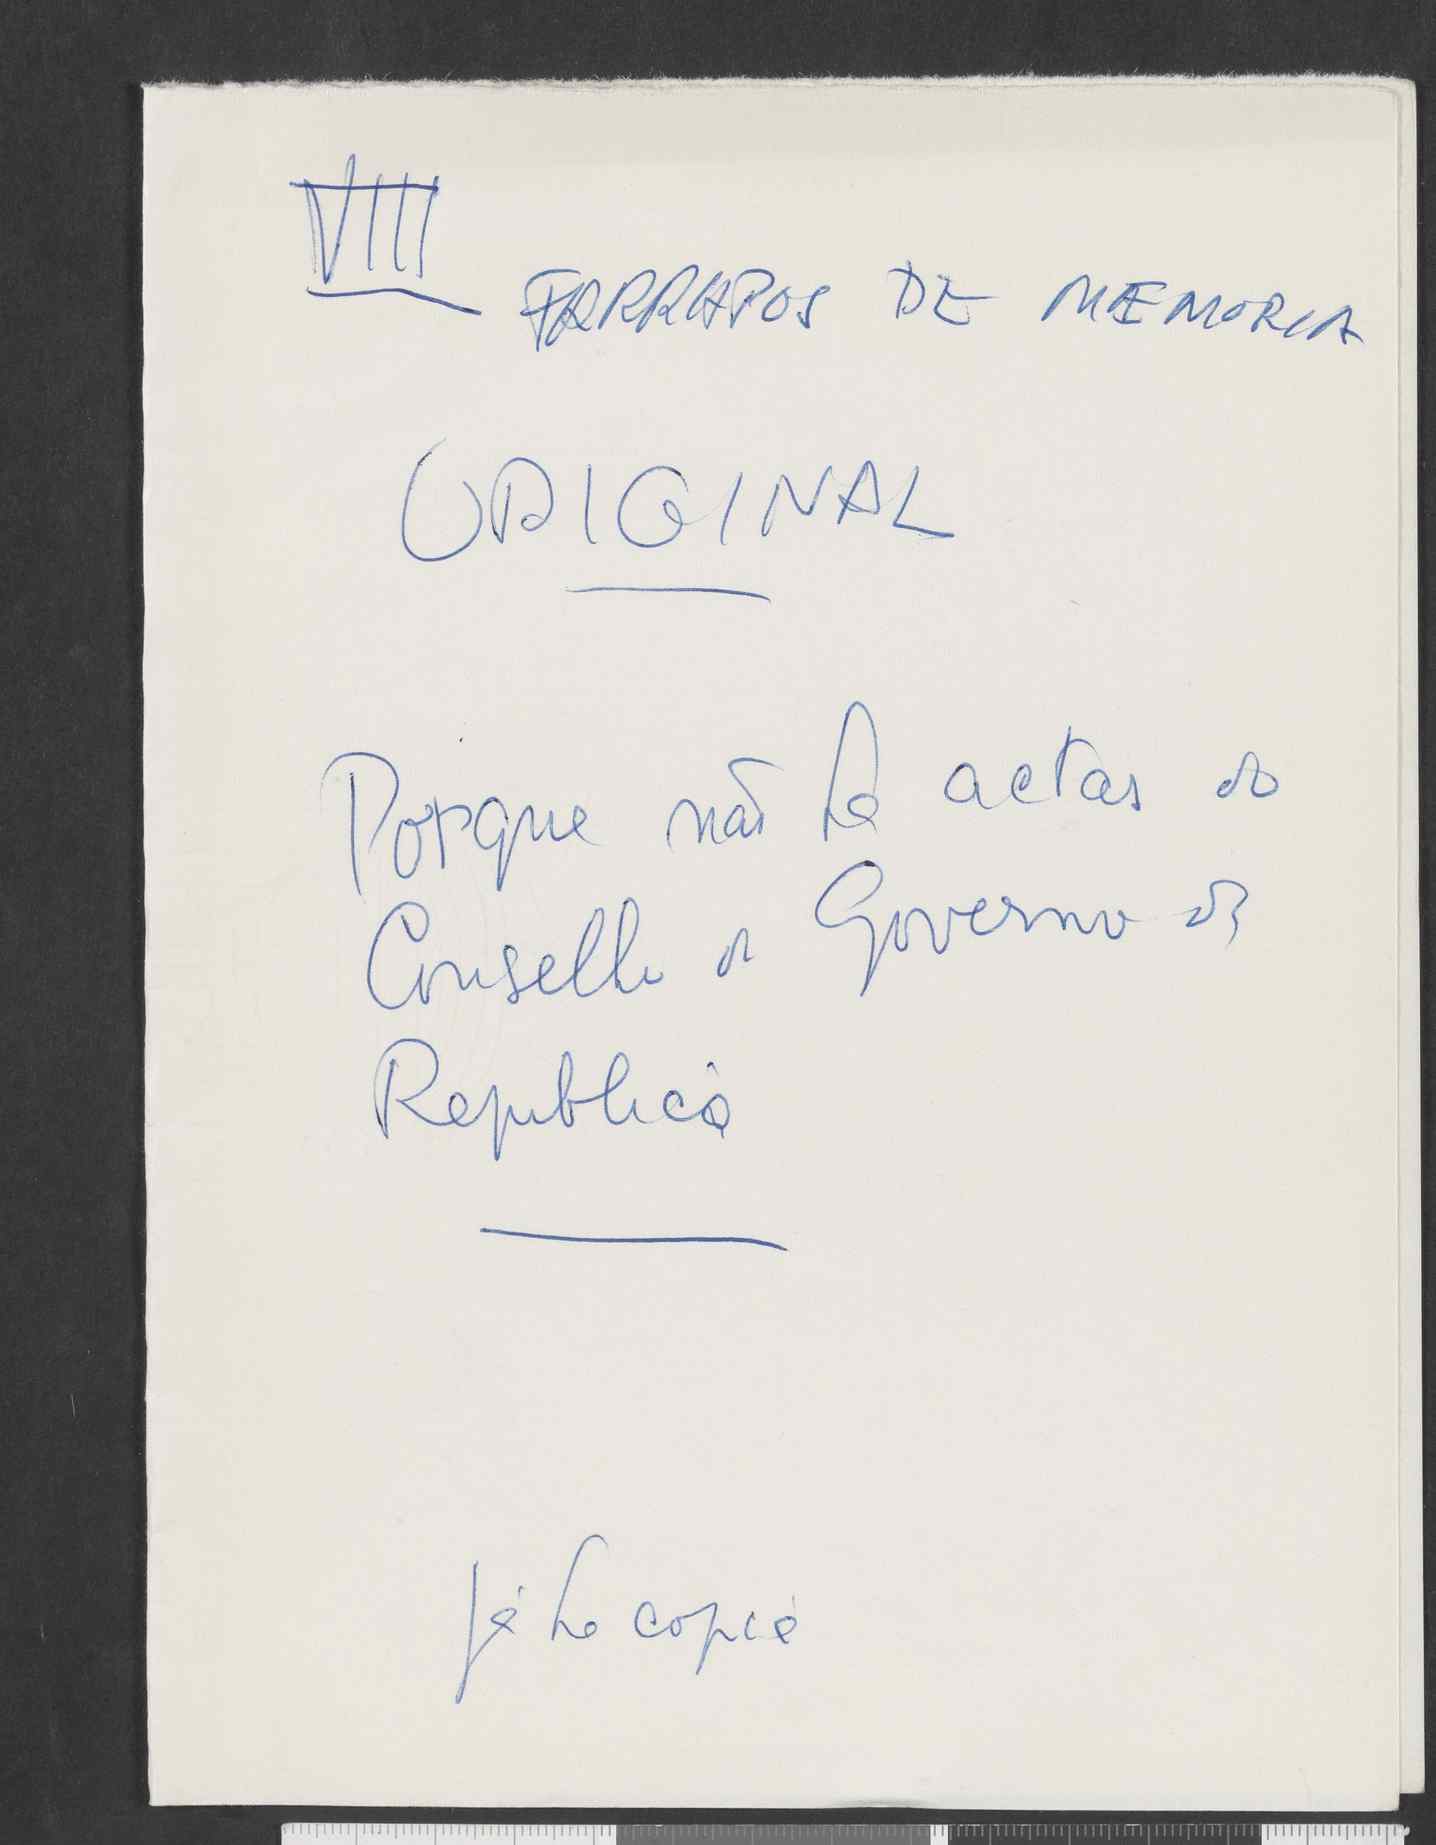 VIII
FARRAPOS DE MEMORIA
ORIGINAL
Porque não há actas do
Conselho de Governo da
Republica
Já há copia